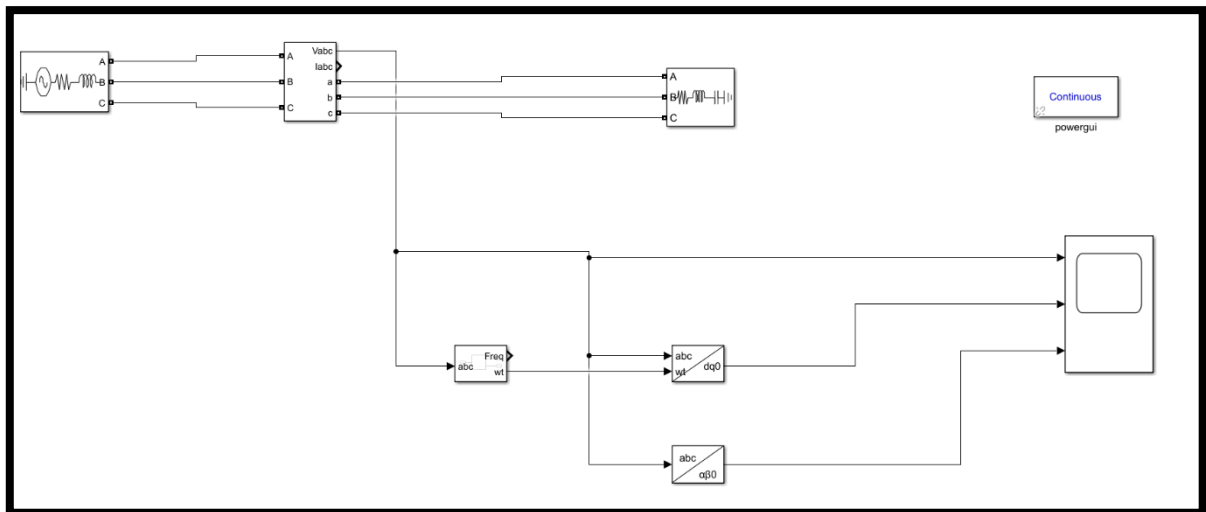 A
B
C
A
B
C
Vabc
Iabc
a
b
c
A
B
C
Continuous
powergui
abc
Freq
wt
abc
wt
dq0
abc
αβ0